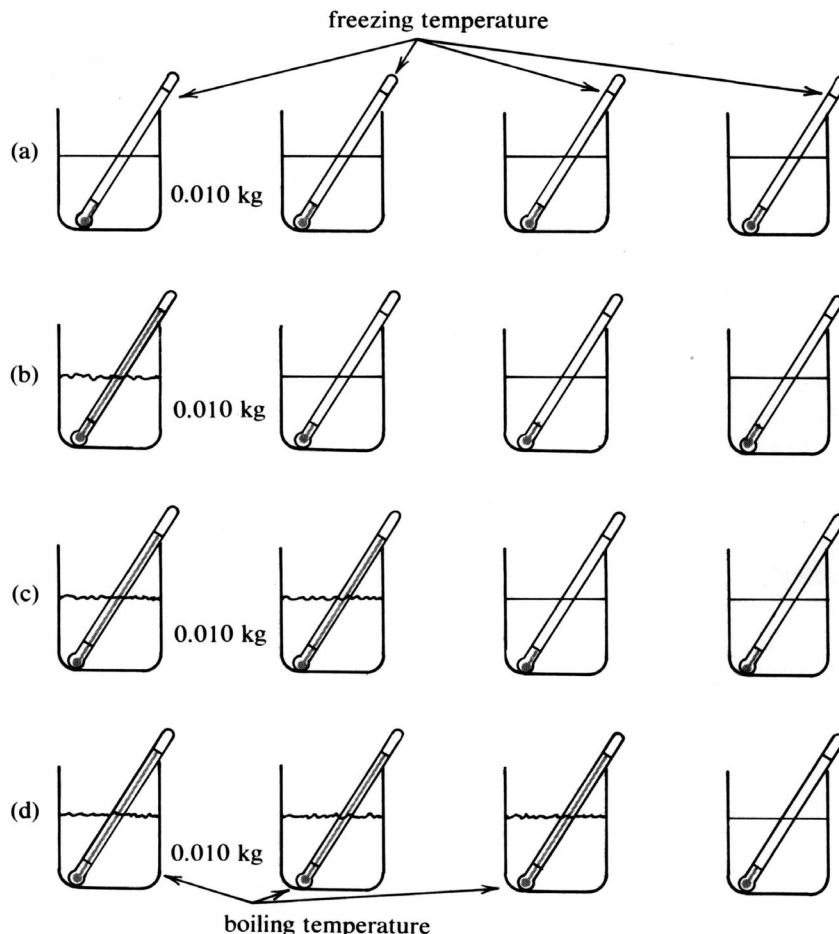 freezing temperature
(a)
0.010 kg
(b)
0.010 kg
(c)
0.010 kg
(d)
0.010 kg
boiling temperature